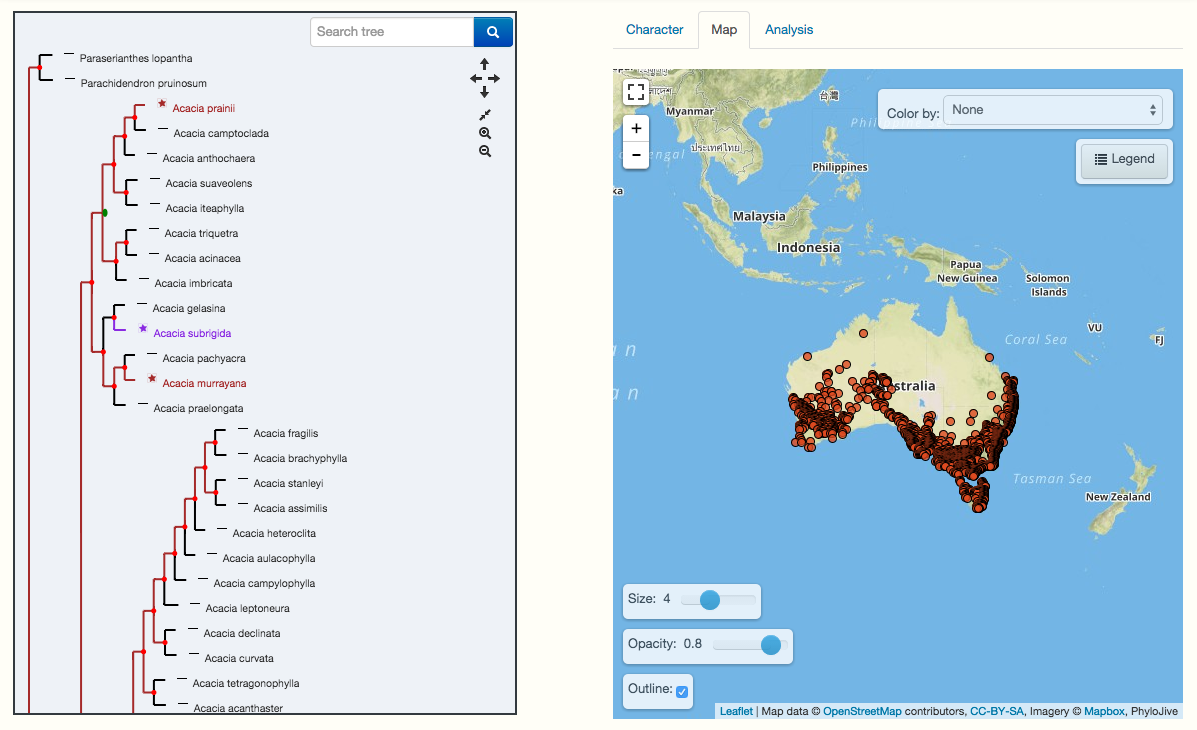 Search tree
Paraserianthes lopantha
Parachidendron pruinosum
Acacia prainii
Acacia camptoclada
Acacia anthochaera
Acacia suaveolens
Acacia iteaphylla
Acacia triquetra
Acacia acinacea
Acacia imbricata
Acacia gelasina
Acacia subrigida
Acacia pachyacra
Acacia murrayana
Acacia praelongata
Acacia fragilis
Acacia brachyphylla
Acacia stanleyi
Acacia assimilis
Acacia heteroclita
Acacia aulacophylla
Acacia campylophylla
Acacia leptoneura
Acacia declinata
Acacia curvata
Acacia tetragonophylla
Acacia acanthaster
Character Map Analysis
+
-
Color by: None
Legend
Myanmar
台灣
ประเทศไทย
Philippines
Malaysia
Indonesia
Papua
New Guinea
Solomon
Islands
VU
FJ
Coral Sea
stralia
Tasman Sea
New Zealand
Size: 4
Opacity: 0.8
Outline:
Leaflet | Map data © OpenStreetMap contributors, CC-BY-SA, Imagery © Mapbox, PhyloJive